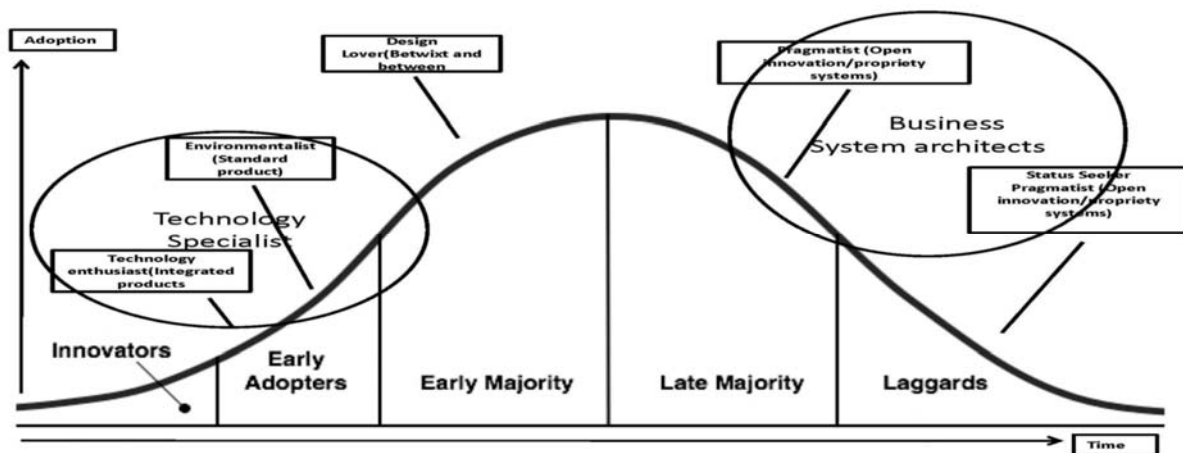 Adoption
Design
Lover(Betwixt and
between
Pragmatist (Open
innovation/propriety
systems)
Business
System architects
Environmentalist
(Standard
product)
Technology
Specialist
Status Seeker
Pragmatist (Open
innovation/propriety
systems)
Technology
enthusiast(Integrated
products
Innovators
Early
Adopters
Early Majority
Late Majority
Laggards
Time